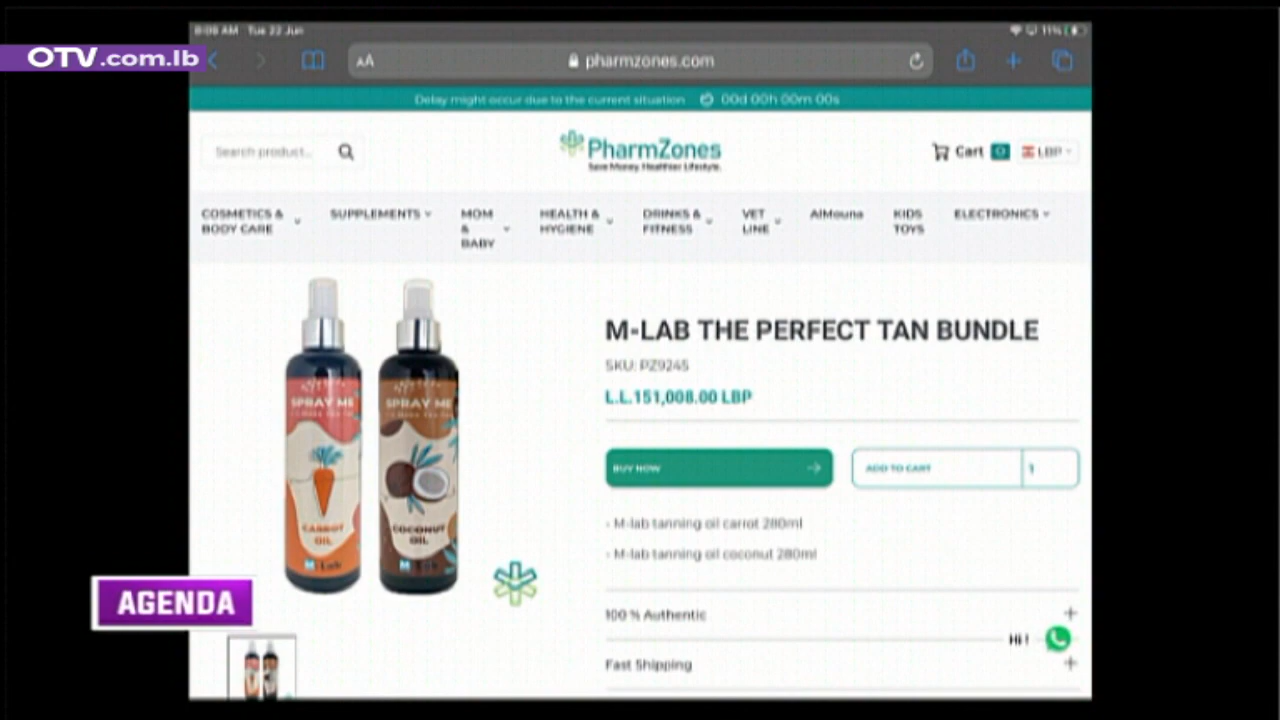 8:09 AM Tue 22 Jun
11%
OTV.com.lb
AA
pharmzones.com
Delay might occur due to the current situation 00d 00h 00m 00s
Search product...
PharmZones
Save Money. Healthier Lifestyle.
Cart 0 LBP
COSMETICS & BODY CARE
SUPPLEMENTS
MOM & BABY
HEALTH & HYGIENE
DRINKS & FITNESS
VET LINE
AlMouna
KIDS TOYS
ELECTRONICS
M-LAB THE PERFECT TAN BUNDLE
SKU: PZ9245
L.L.151,008.00 LBP
BUY NOW
ADD TO CART 1
SPRAY ME
CARROT
OIL
M-Lab
SPRAY ME
COCONUT
OIL
M-Lab
- M-lab tanning oil carrot 280ml
- M-lab tanning oil coconut 280ml
100 % Authentic +
Hi !
Fast Shipping +
AGENDA